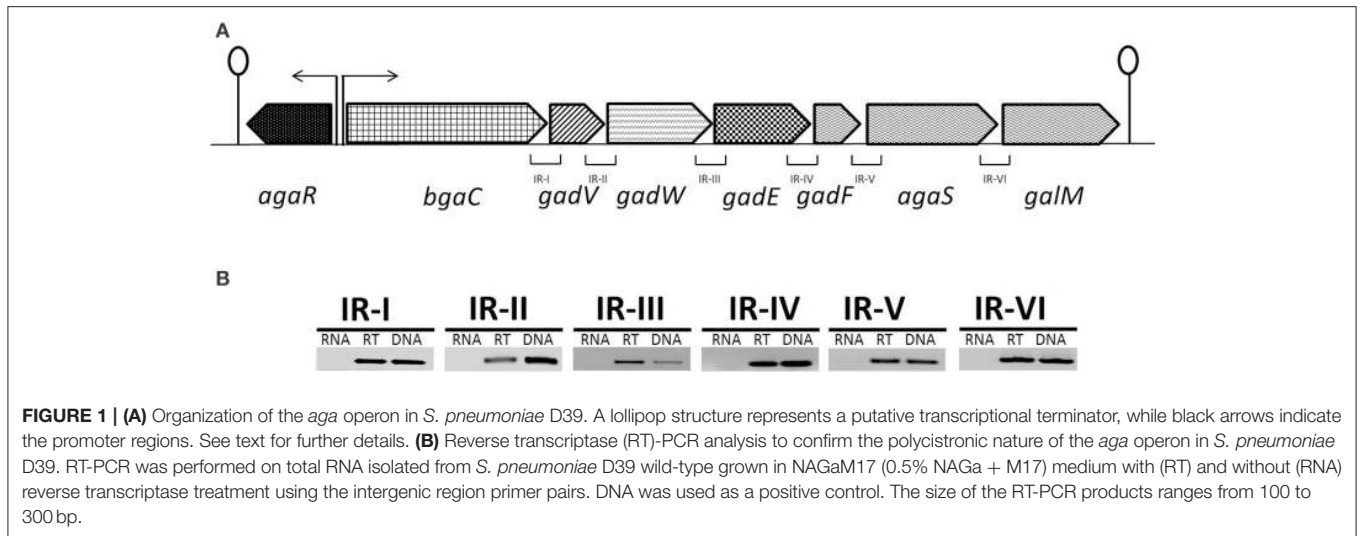 A
IR-I IR-II IR-III IR-IV IR-V IR-VI
agaR bgaC gadV gadW gadE gadF agaS galM
B
IR-I IR-II IR-III IR-IV IR-V IR-VI
RNA RT DNA RNA RT DNA RNA RT DNA RNA RT DNA RNA RT DNA RNA RT DNA
FIGURE 1 | (A) Organization of the aga operon in S. pneumoniae D39. A lollipop structure represents a putative transcriptional terminator, while black arrows indicate
the promoter regions. See text for further details. (B) Reverse transcriptase (RT)-PCR analysis to confirm the polycistronic nature of the aga operon in S. pneumoniae
D39. RT-PCR was performed on total RNA isolated from S. pneumoniae D39 wild-type grown in NAGaM17 (0.5% NAGa + M17) medium with (RT) and without (RNA)
reverse transcriptase treatment using the intergenic region primer pairs. DNA was used as a positive control. The size of the RT-PCR products ranges from 100 to
300 bp.